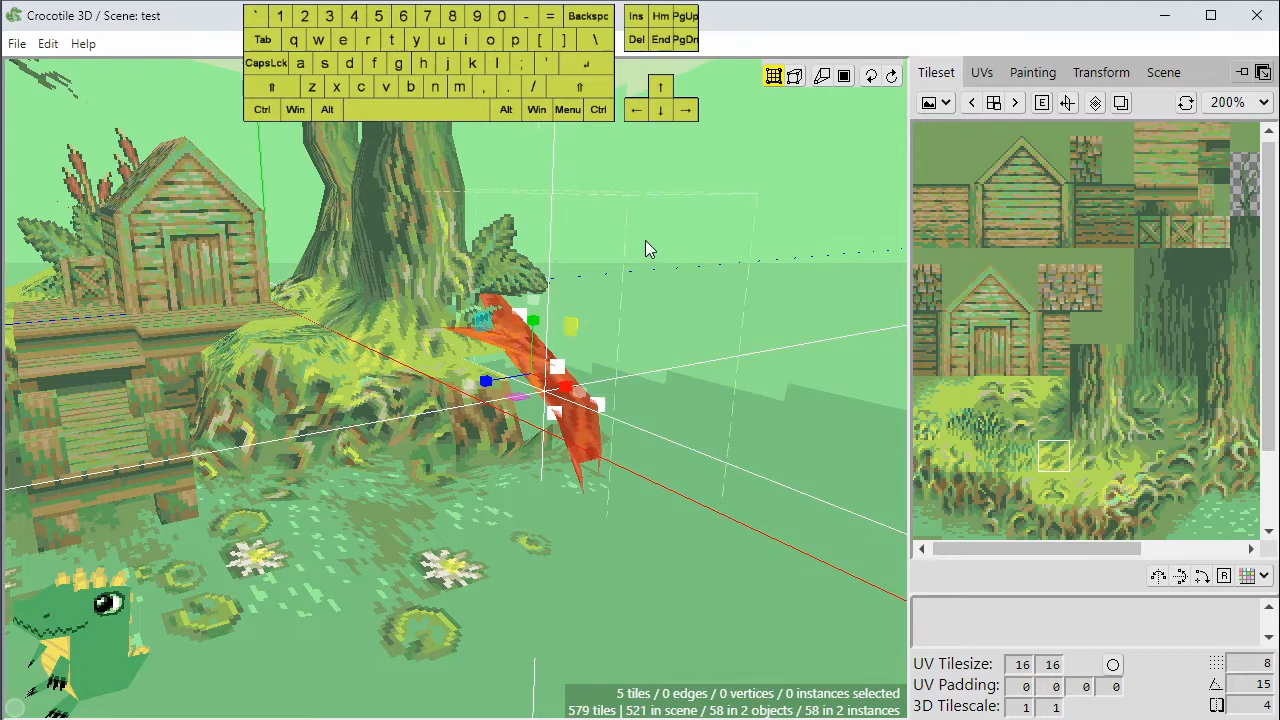 Crocotile 3D / Scene: test
File Edit Help
` 1 2 3 4 5 6 7 8 9 0 - = Backspc
Tab q w e r t y u i o p [ ] \
CapsLck a s d f g h j k l ; '
z x c v b n m , . /
Ctrl Win Alt Alt Win Menu Ctrl
Ins Hm PgUp
Del End PgDn
Tileset UVs Painting Transform Scene
E 200%
R
UV Tilesize: 16 16 8
UV Padding: 0 0 0 0 15
3D Tilescale: 1 1 4
5 tiles / 0 edges / 0 vertices / 0 instances selected
579 tiles | 521 in scene / 58 in 2 objects / 58 in 2 instances